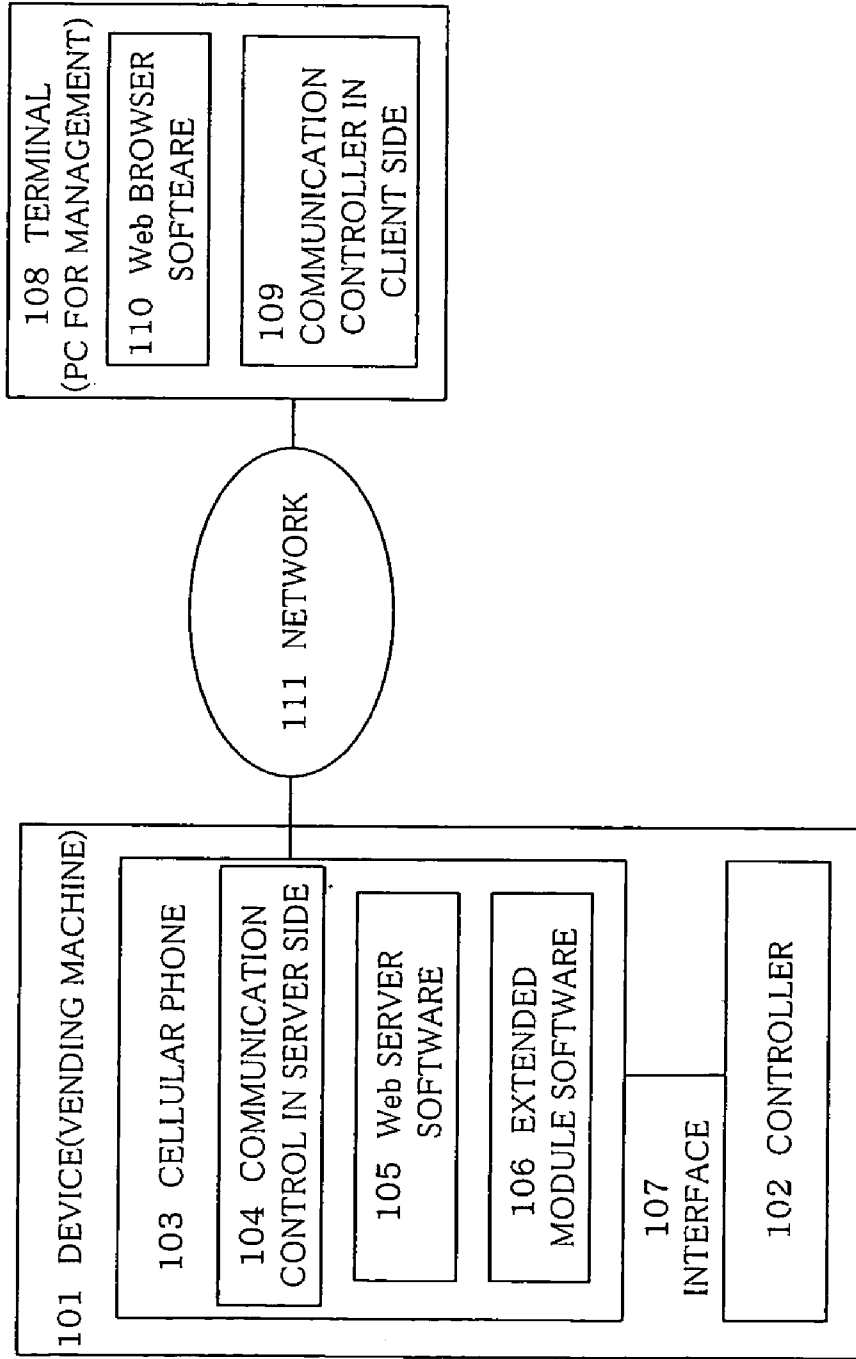 101 DEVICE(VENDING MACHINE)
103 CELLULAR PHONE
104 COMMUNICATION
CONTROL IN SERVER SIDE
105 Web SERVER
SOFTWARE
106 EXTENDED
MODULE SOFTWARE
107
INTERFACE
102 CONTROLLER
111 NETWORK
108 TERMINAL
(PC FOR MANAGEMENT)
110 Web BROWSER
SOFTEARE
109
COMMUNICATION
CONTROLLER IN
CLIENT SIDE